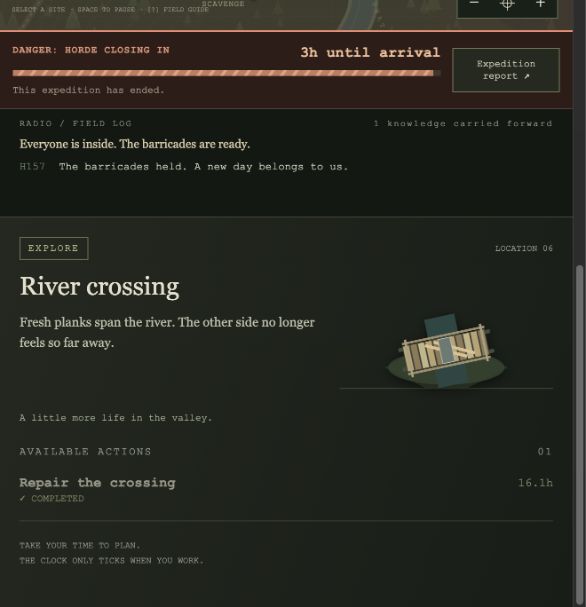 SCAVENGE
SELECT A SITE · SPACE TO PAUSE · [?] FIELD GUIDE
− +
DANGER: HORDE CLOSING IN
3h until arrival
This expedition has ended.
Expedition
report ↗
RADIO / FIELD LOG
1 knowledge carried forward
Everyone is inside. The barricades are ready.
H157 The barricades held. A new day belongs to us.
EXPLORE
LOCATION 06
River crossing
Fresh planks span the river. The other side no longer
feels so far away.
A little more life in the valley.
AVAILABLE ACTIONS
01
Repair the crossing
16.1h
✓ COMPLETED
TAKE YOUR TIME TO PLAN.
THE CLOCK ONLY TICKS WHEN YOU WORK.